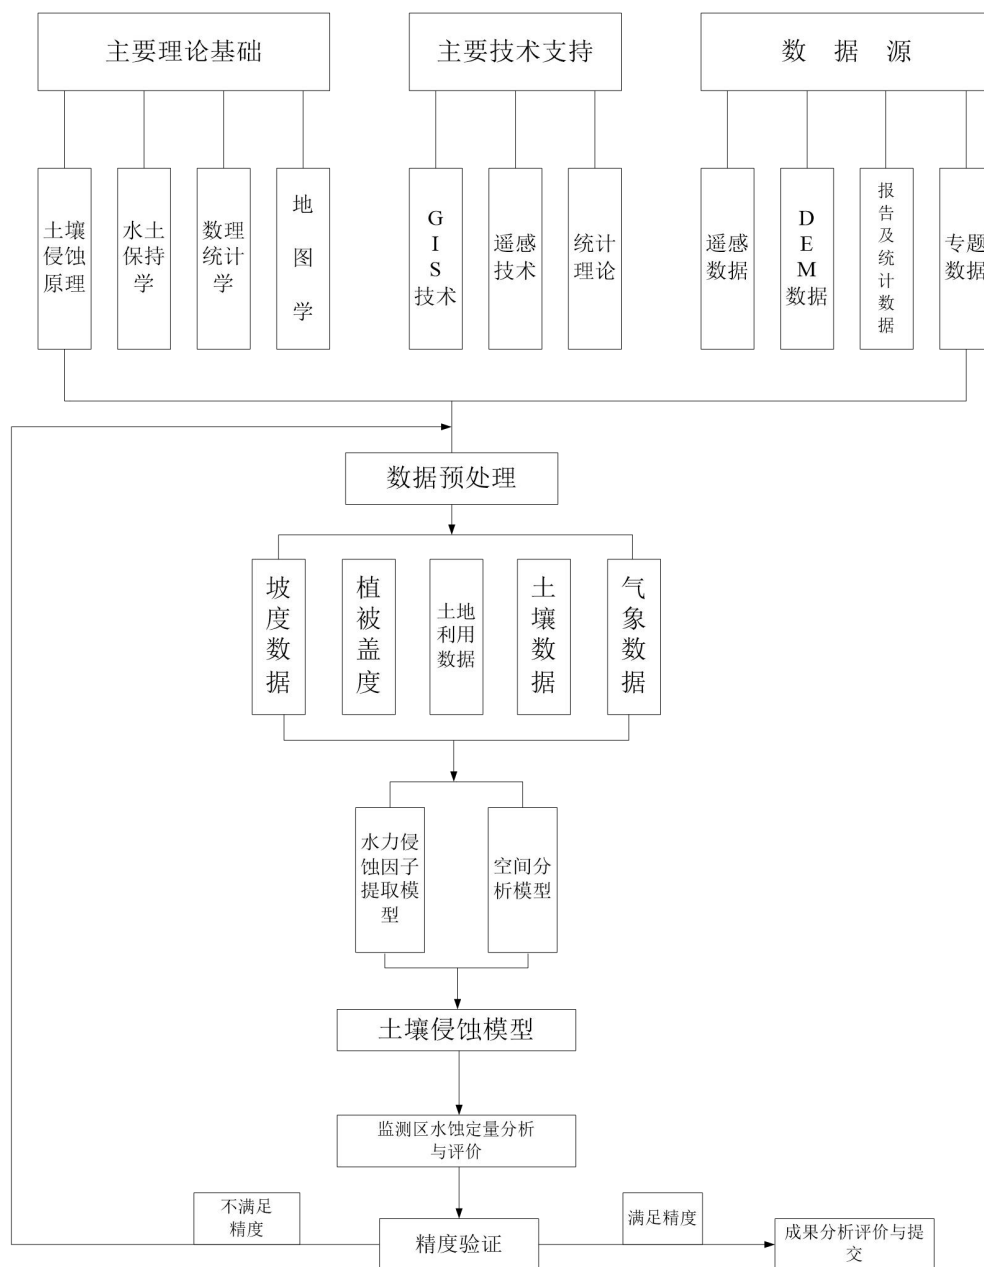 主要理论基础
主要技术支持
数 据 源
土壤
侵蚀
原理
水土
保持
学
数理
统计
学
地
图
学
G
I
S
技术
遥感
技术
统计
理论
遥感
数据
D
E
M
数据
报
告
及
统
计
数
据
专题
数据
数据预处理
坡
度
数
据
植
被
盖
度
土地
利用
数据
土
壤
数
据
气
象
数
据
水力侵
蚀因子
提取模
型
空间分
析模型
土壤侵蚀模型
监测区水蚀定量分析
与评价
不满足
精度
精度验证
满足精度
成果分析评价与提
交